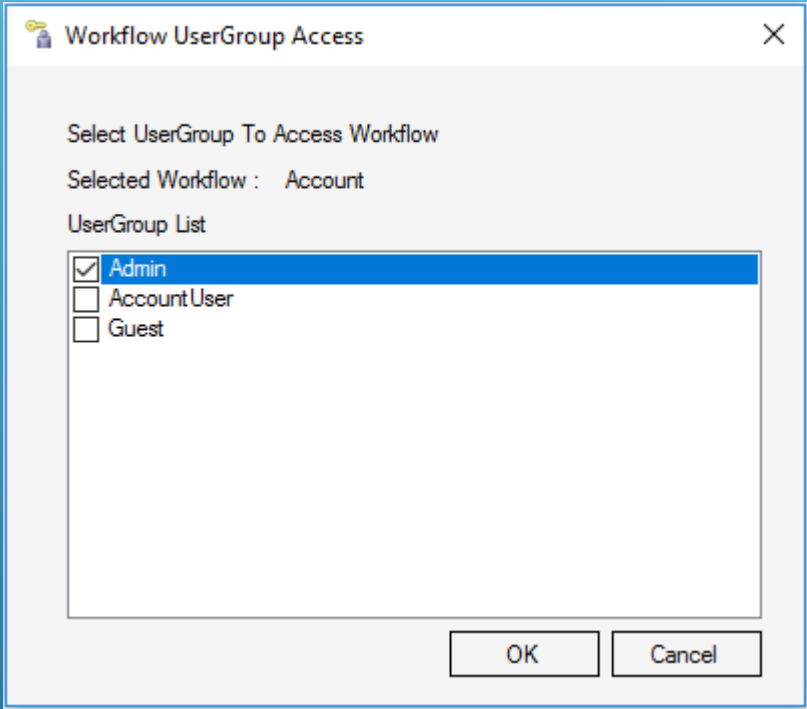 Workflow UserGroup Access
Select UserGroup To Access Workflow
Selected Workflow : Account
UserGroup List
Admin
AccountUser
Guest
OK Cancel